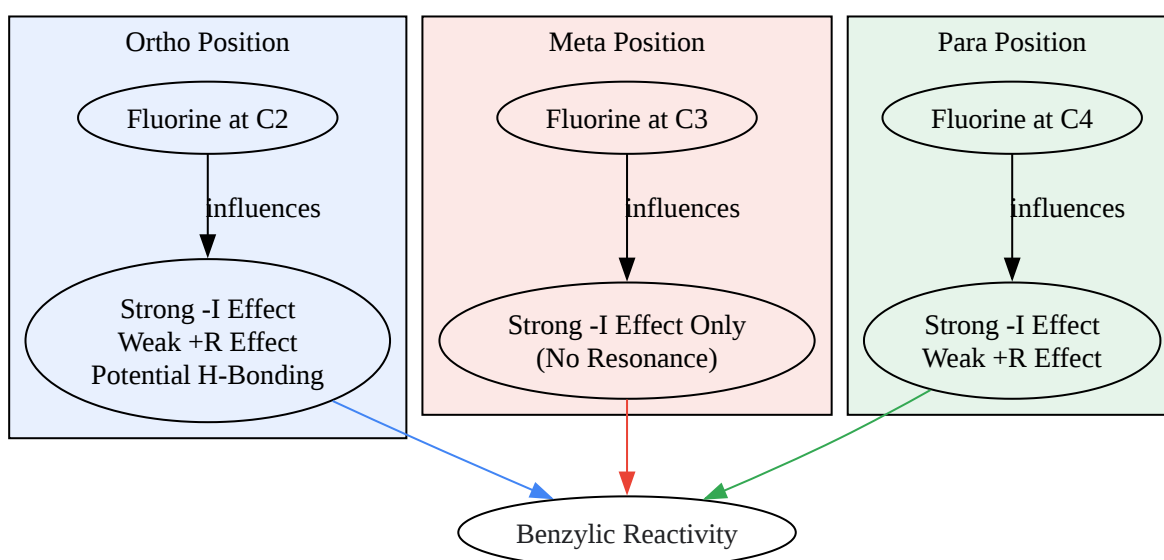 Ortho Position
Fluorine at C2
influences
Strong -I Effect
Weak +R Effect
Potential H-Bonding
Meta Position
Fluorine at C3
influences
Strong -I Effect Only
(No Resonance)
Para Position
Fluorine at C4
influences
Strong -I Effect
Weak +R Effect
Benzylic Reactivity